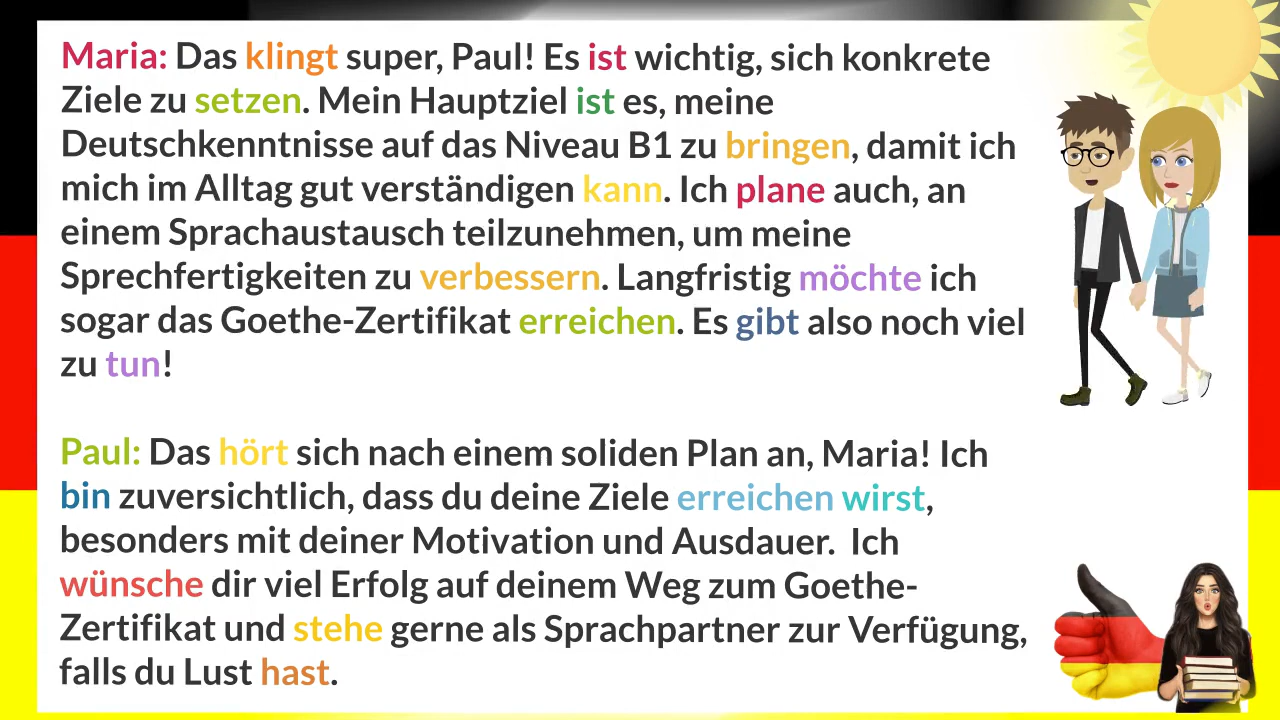 Maria: Das klingt super, Paul! Es ist wichtig, sich konkrete
Ziele zu setzen. Mein Hauptziel ist es, meine
Deutschkenntnisse auf das Niveau B1 zu bringen, damit ich
mich im Alltag gut verständigen kann. Ich plane auch, an
einem Sprachaustausch teilzunehmen, um meine
Sprechfertigkeiten zu verbessern. Langfristig möchte ich
sogar das Goethe-Zertifikat erreichen. Es gibt also noch viel
zu tun!
Paul: Das hört sich nach einem soliden Plan an, Maria! Ich
bin zuversichtlich, dass du deine Ziele erreichen wirst,
besonders mit deiner Motivation und Ausdauer.  Ich
wünsche dir viel Erfolg auf deinem Weg zum Goethe-
Zertifikat und stehe gerne als Sprachpartner zur Verfügung,
falls du Lust hast.